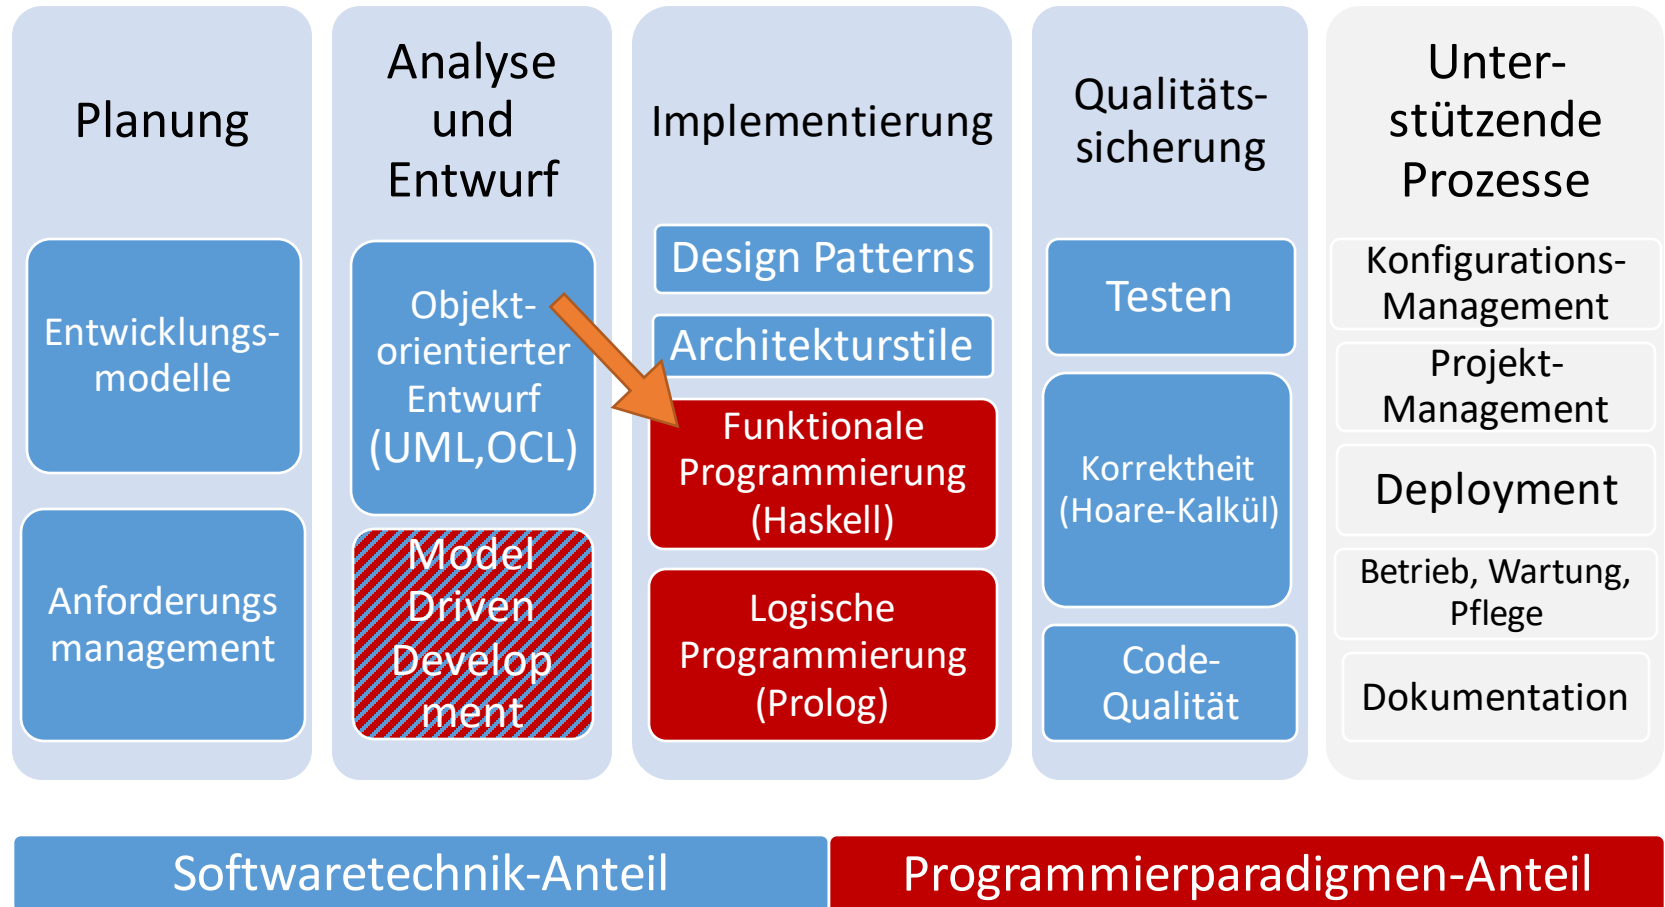 Planung
Entwicklungs-
modelle
Anforderungs
management
Analyse
und
Entwurf
Objekt-
orientierter
Entwurf
(UML,OCL)
Model
Driven
Develop
ment
Implementierung
Design Patterns
Architekturstile
Funktionale
Programmierung
(Haskell)
Logische
Programmierung
(Prolog)
Qualitäts-
sicherung
Testen
Korrektheit
(Hoare-Kalkül)
Code-
Qualität
Unter-
stützende
Prozesse
Konfigurations-
Management
Projekt-
Management
Deployment
Betrieb, Wartung,
Pflege
Dokumentation
Softwaretechnik-Anteil
Programmierparadigmen-Anteil